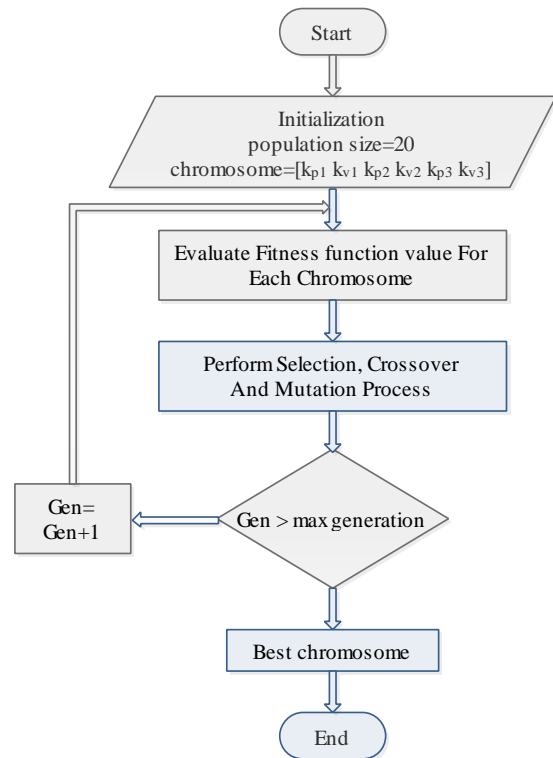 Start
Initialization
population size=20
chromosome=[kp1 kv1 kp2 kv2 kp3 kv3]
Evaluate Fitness function value For
Each Chromosome
Perform Selection, Crossover
And Mutation Process
Gen=
Gen+1
Gen > max generation
Best chromosome
End